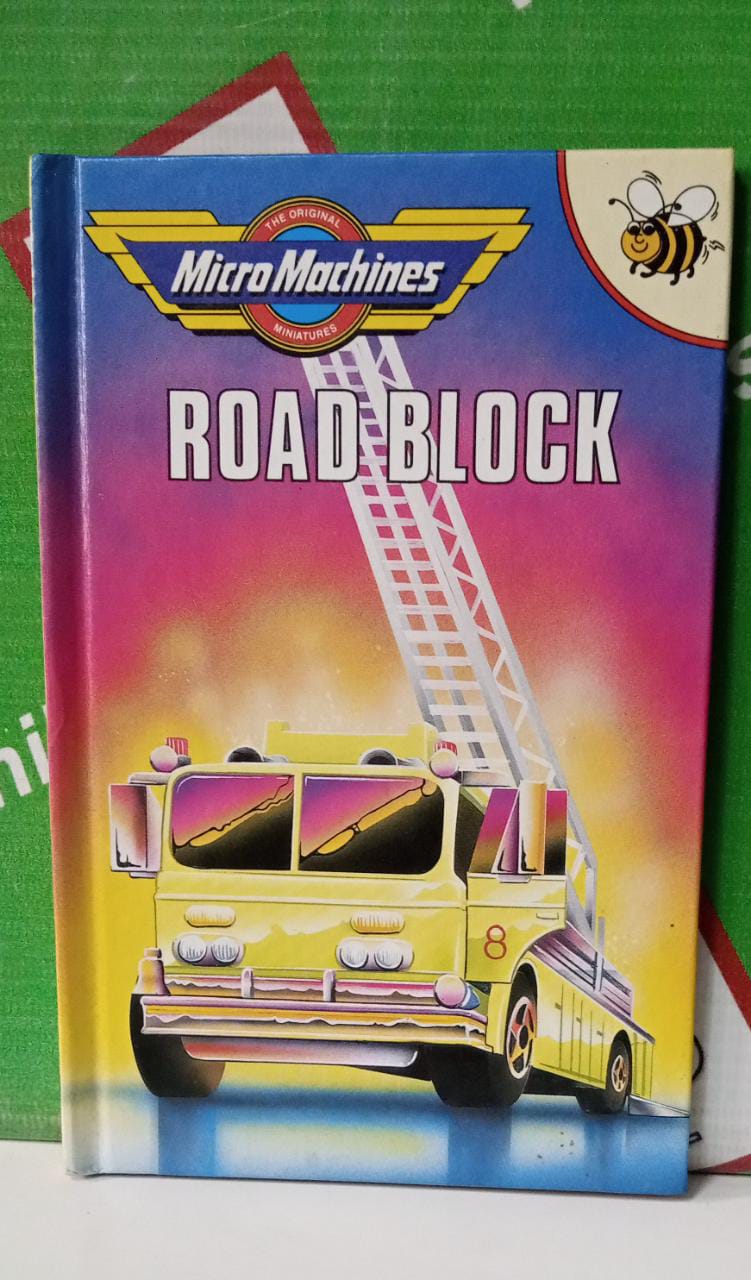 THE ORIGINAL
Micro Machines
MINIATURES
ROAD BLOCK
8